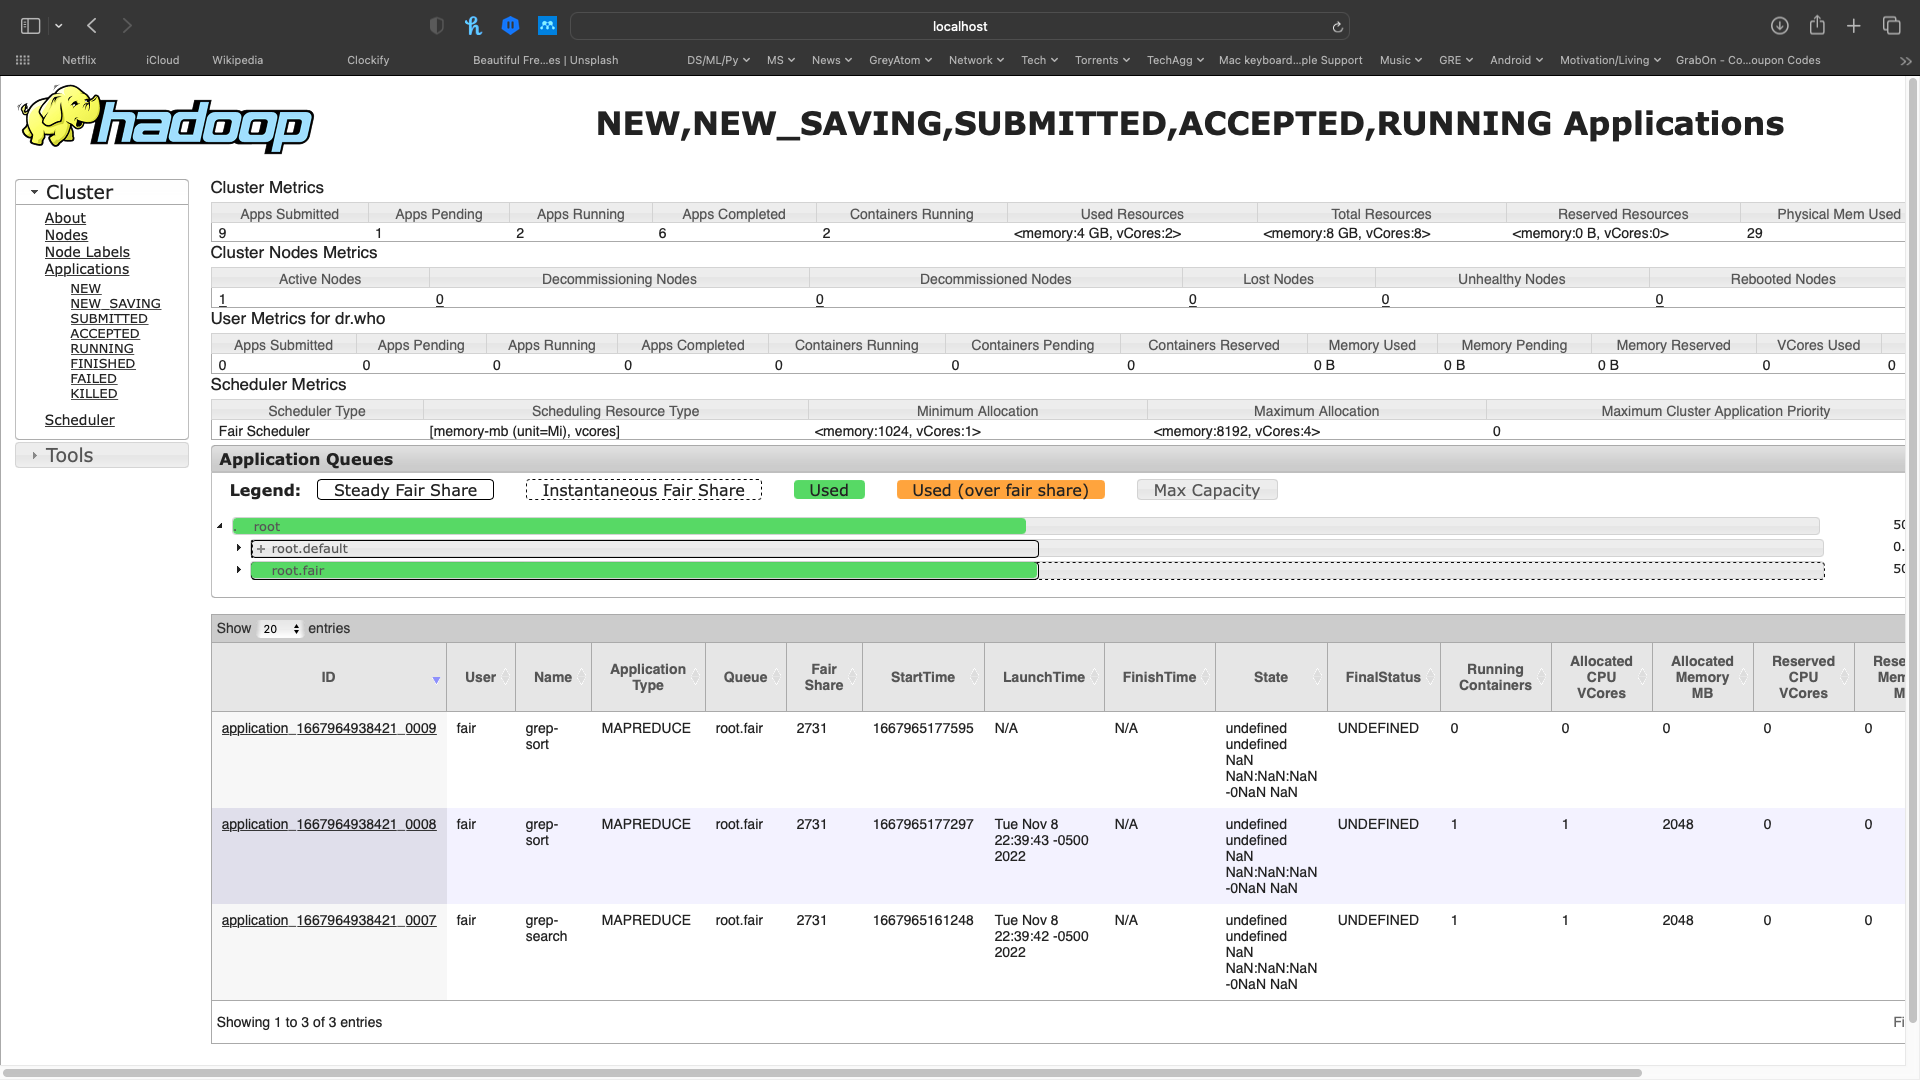 localhost
Netflix iCloud Wikipedia Clockify Beautiful Fre...es | Unsplash DS/ML/Py MS News GreyAtom Network Tech Torrents TechAgg Mac keyboard...ple Support Music GRE Android Motivation/Living GrabOn - Co...oupon Codes
hadoop
NEW,NEW_SAVING,SUBMITTED,ACCEPTED,RUNNING Applications
Cluster
About
Nodes
Node Labels
Applications
NEW
NEW_SAVING
SUBMITTED
ACCEPTED
RUNNING
FINISHED
FAILED
KILLED
Scheduler
Tools
Cluster Metrics
Apps Submitted Apps Pending Apps Running Apps Completed Containers Running Used Resources Total Resources Reserved Resources Physical Mem Used
9 1 2 6 2 <memory:4 GB, vCores:2> <memory:8 GB, vCores:8> <memory:0 B, vCores:0> 29
Cluster Nodes Metrics
Active Nodes Decommissioning Nodes Decommissioned Nodes Lost Nodes Unhealthy Nodes Rebooted Nodes
1 0 0 0 0 0
User Metrics for dr.who
Apps Submitted Apps Pending Apps Running Apps Completed Containers Running Containers Pending Containers Reserved Memory Used Memory Pending Memory Reserved VCores Used
0 0 0 0 0 0 0 0 B 0 B 0 B 0 0
Scheduler Metrics
Scheduler Type Scheduling Resource Type Minimum Allocation Maximum Allocation Maximum Cluster Application Priority
Fair Scheduler [memory-mb (unit=Mi), vcores] <memory:1024, vCores:1> <memory:8192, vCores:4> 0
Application Queues
Legend: Steady Fair Share Instantaneous Fair Share Used Used (over fair share) Max Capacity
. root 50
+ root.default 0.
root.fair 50
Show 20 entries
ID User Name Application Type Queue Fair Share StartTime LaunchTime FinishTime State FinalStatus Running Containers Allocated CPU VCores Allocated Memory MB Reserved CPU VCores
application_1667964938421_0009 fair grep- MAPREDUCE root.fair 2731 1667965177595 N/A N/A undefined UNDEFINED 0 0 0 0 0
sort undefined
NaN
NaN:NaN:NaN
-0NaN NaN
application_1667964938421_0008 fair grep- MAPREDUCE root.fair 2731 1667965177297 Tue Nov 8 N/A undefined UNDEFINED 1 1 2048 0 0
sort 22:39:43 -0500 undefined
2022 NaN
NaN:NaN:NaN
-0NaN NaN
application_1667964938421_0007 fair grep- MAPREDUCE root.fair 2731 1667965161248 Tue Nov 8 N/A undefined UNDEFINED 1 1 2048 0 0
search 22:39:42 -0500 undefined
2022 NaN
NaN:NaN:NaN
-0NaN NaN
Showing 1 to 3 of 3 entries